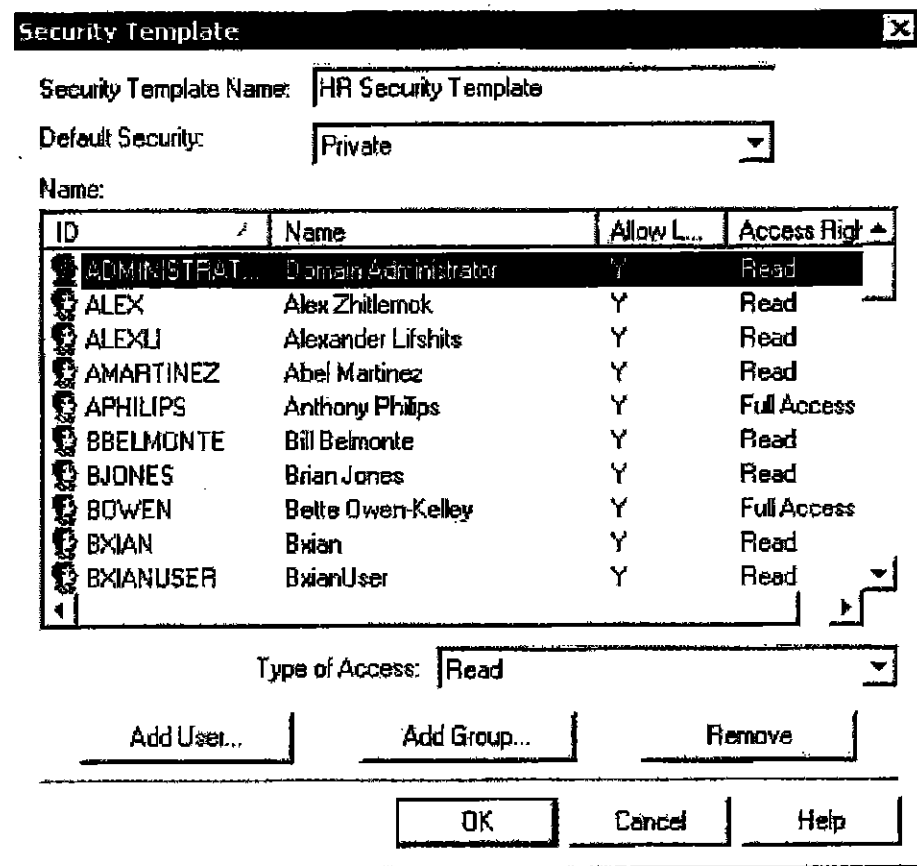 Security Template
Security Template Name: HR Security Template
Default Security: Private
Name:
ID Name Allow L... Access Righ
ADMINISTRAT... Domain Administrator Y Read
ALEX Alex Zhitlemok Y Read
ALEXLI Alexander Lifshits Y Read
AMARTINEZ Abel Martinez Y Read
APHILIPS Anthony Philips Y Full Access
BBELMONTE Bill Belmonte Y Read
BJONES Brian Jones Y Read
BOWEN Bette Owen-Kelley Y Full Access
BXIAN Bxian Y Read
BXIANUSER BxianUser Y Read
Type of Access: Read
Add User... Add Group... Remove
OK Cancel Help